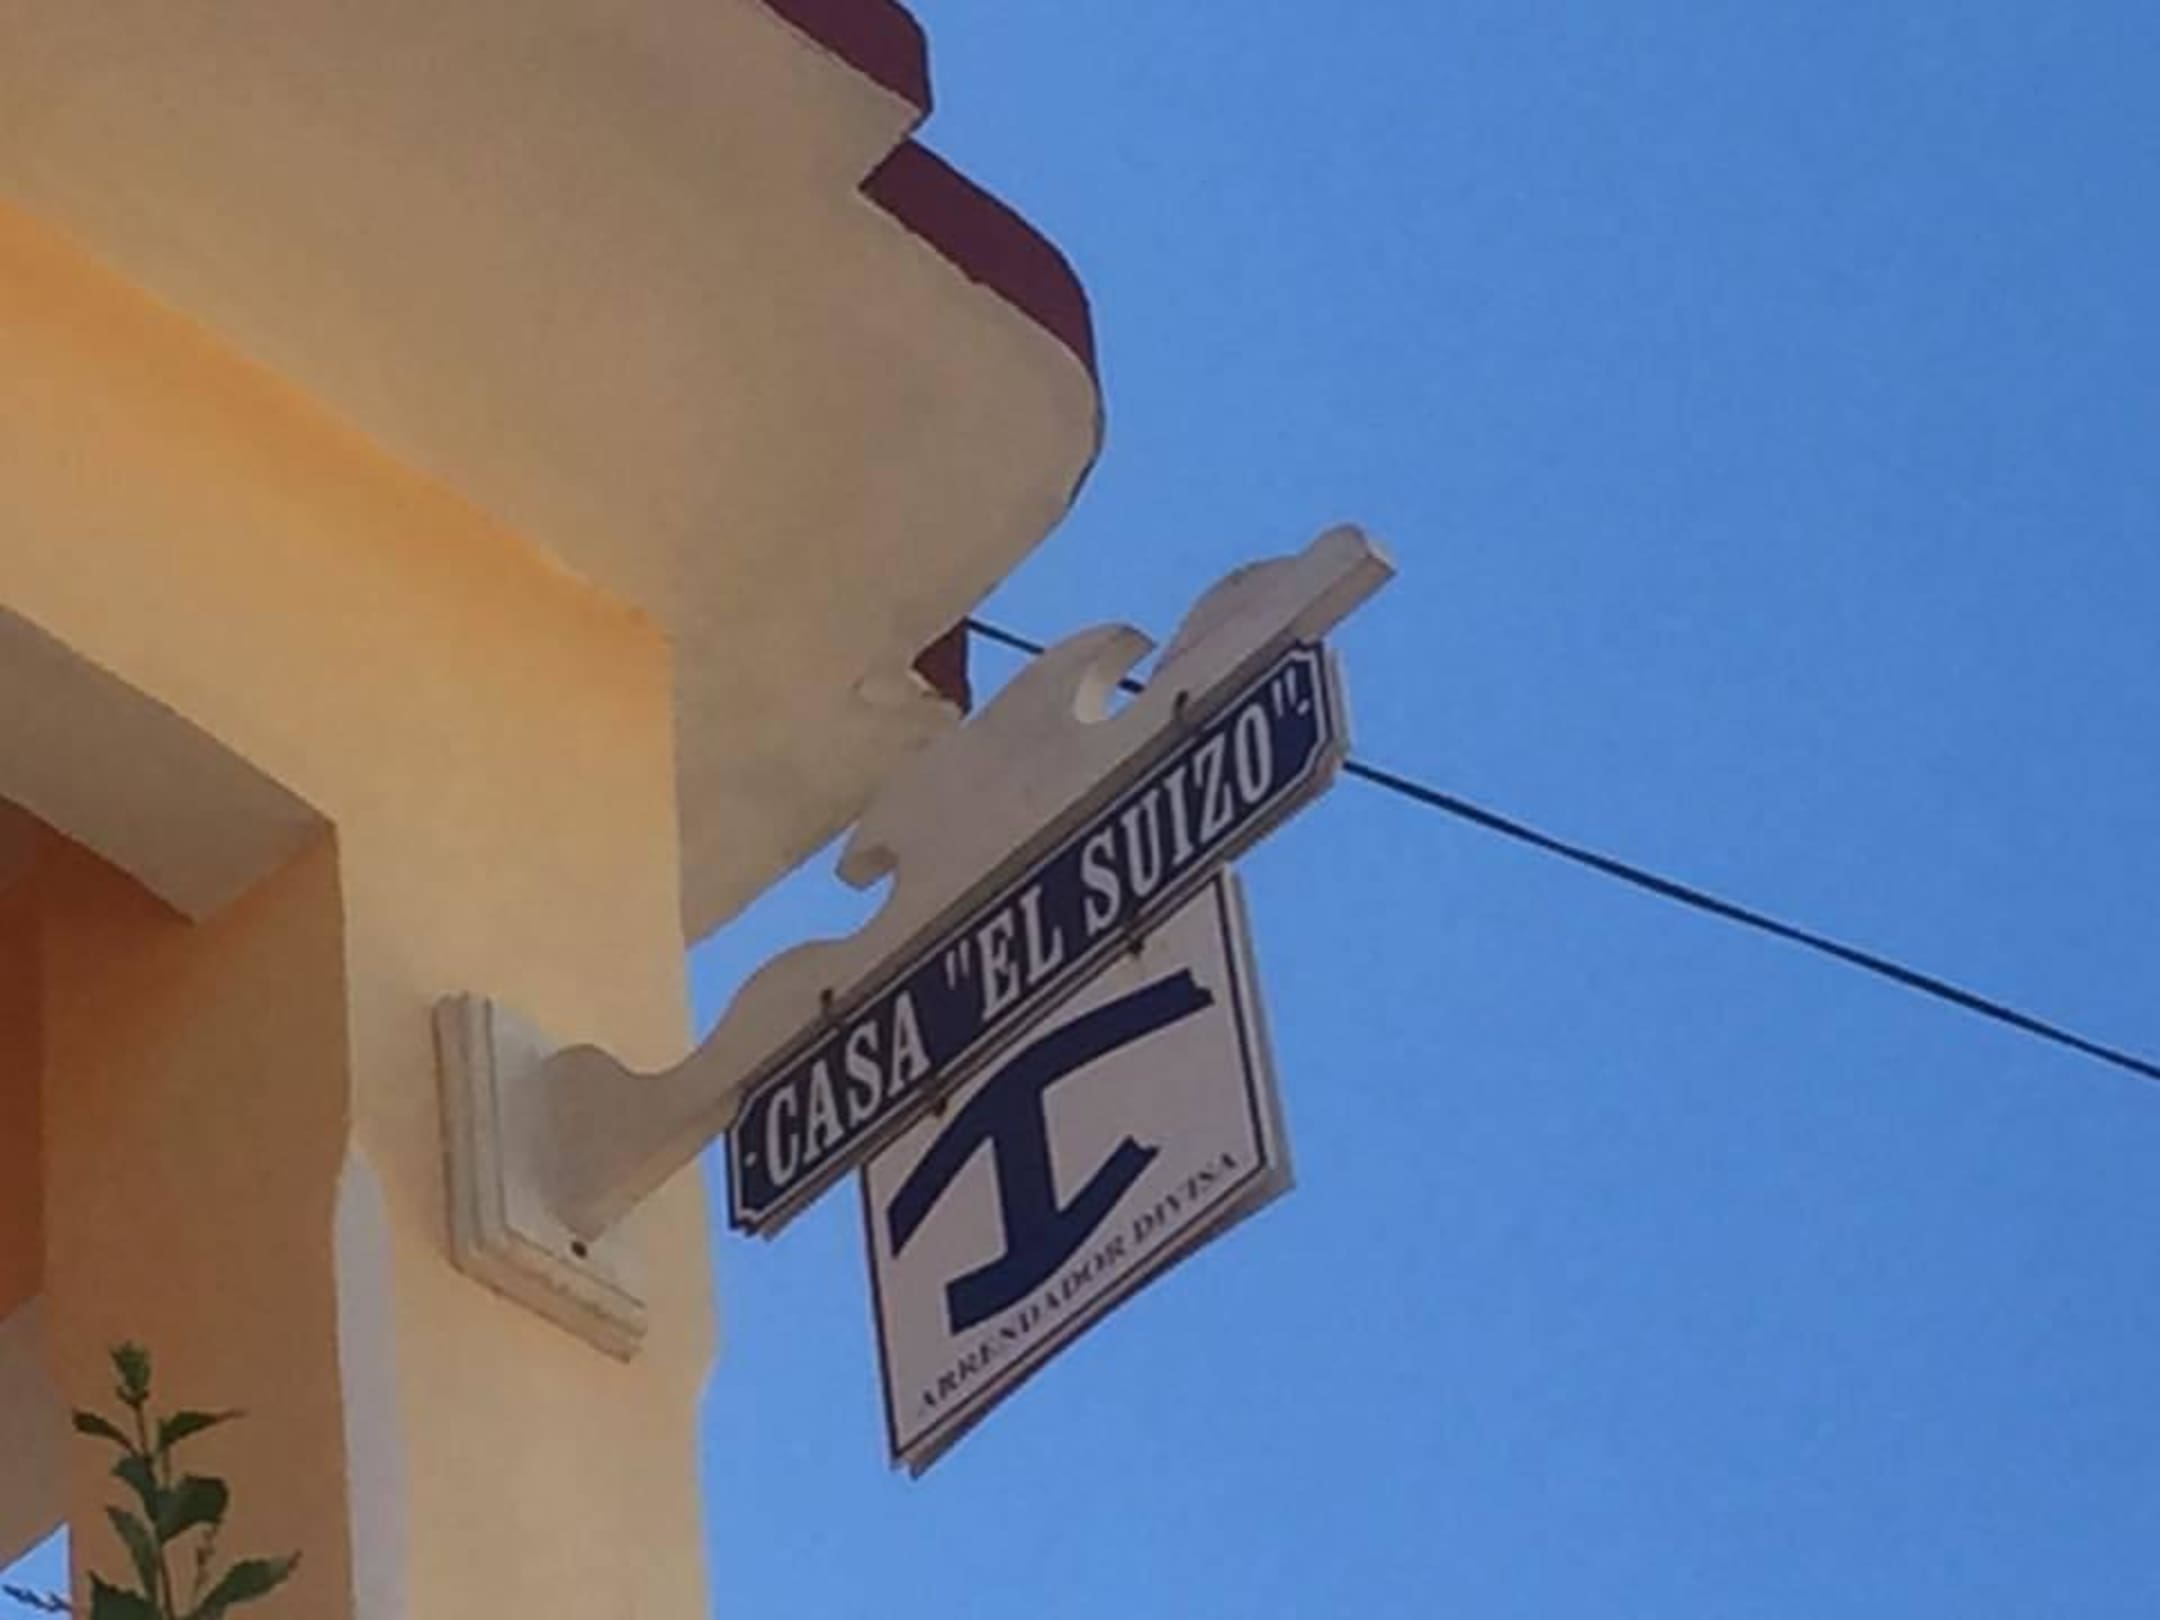 ·CASA "EL SUIZO"·
ARRENDADOR DIVISA